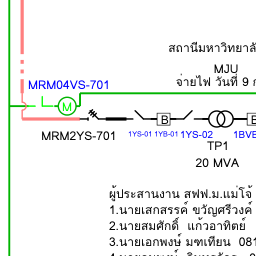 สถานีมหาวิทยาลั
MJU
จ่ายไฟ วันที่ 9 ก
MRM04VS-701
M
B
MRM2YS-701
1YS-01 1YB-01 1YS-02
1BVB
TP1
20 MVA
ผู้ประสานงาน สฟฟ.ม.แม่โจ้
1.นายเสกสรรค์ ขวัญศรีวงค์
2.นายสมศักดิ์ แก้วอาทิตย์
3.นายเอกพงษ์ มฑเทียน 081